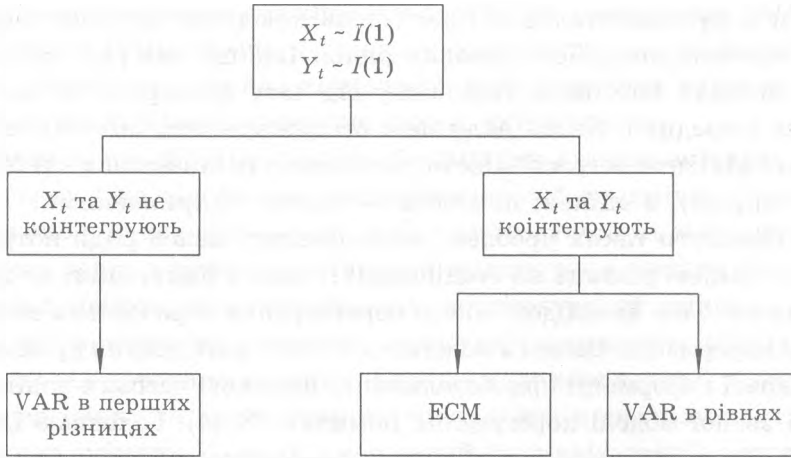 X_t ~ I(1)
Y_t ~ I(1)
X_t та Y_t не
коінтегрують
X_t та Y_t
коінтегрують
VAR в перших
різницях
ECM
VAR в рівнях